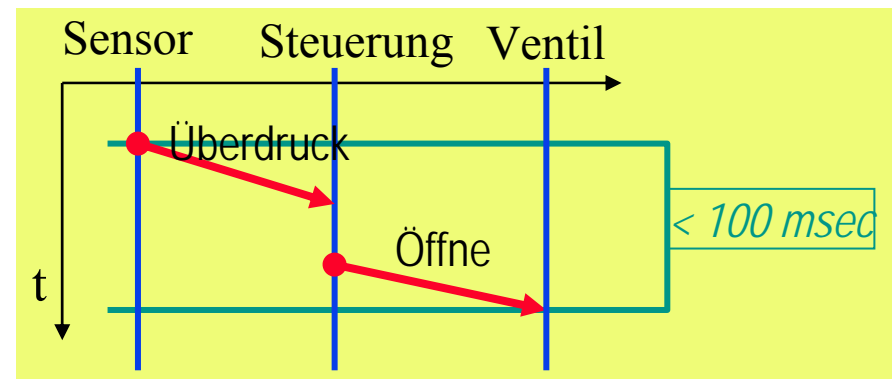 Sensor Steuerung Ventil
Überdruck
< 100 msec
Öffne
t